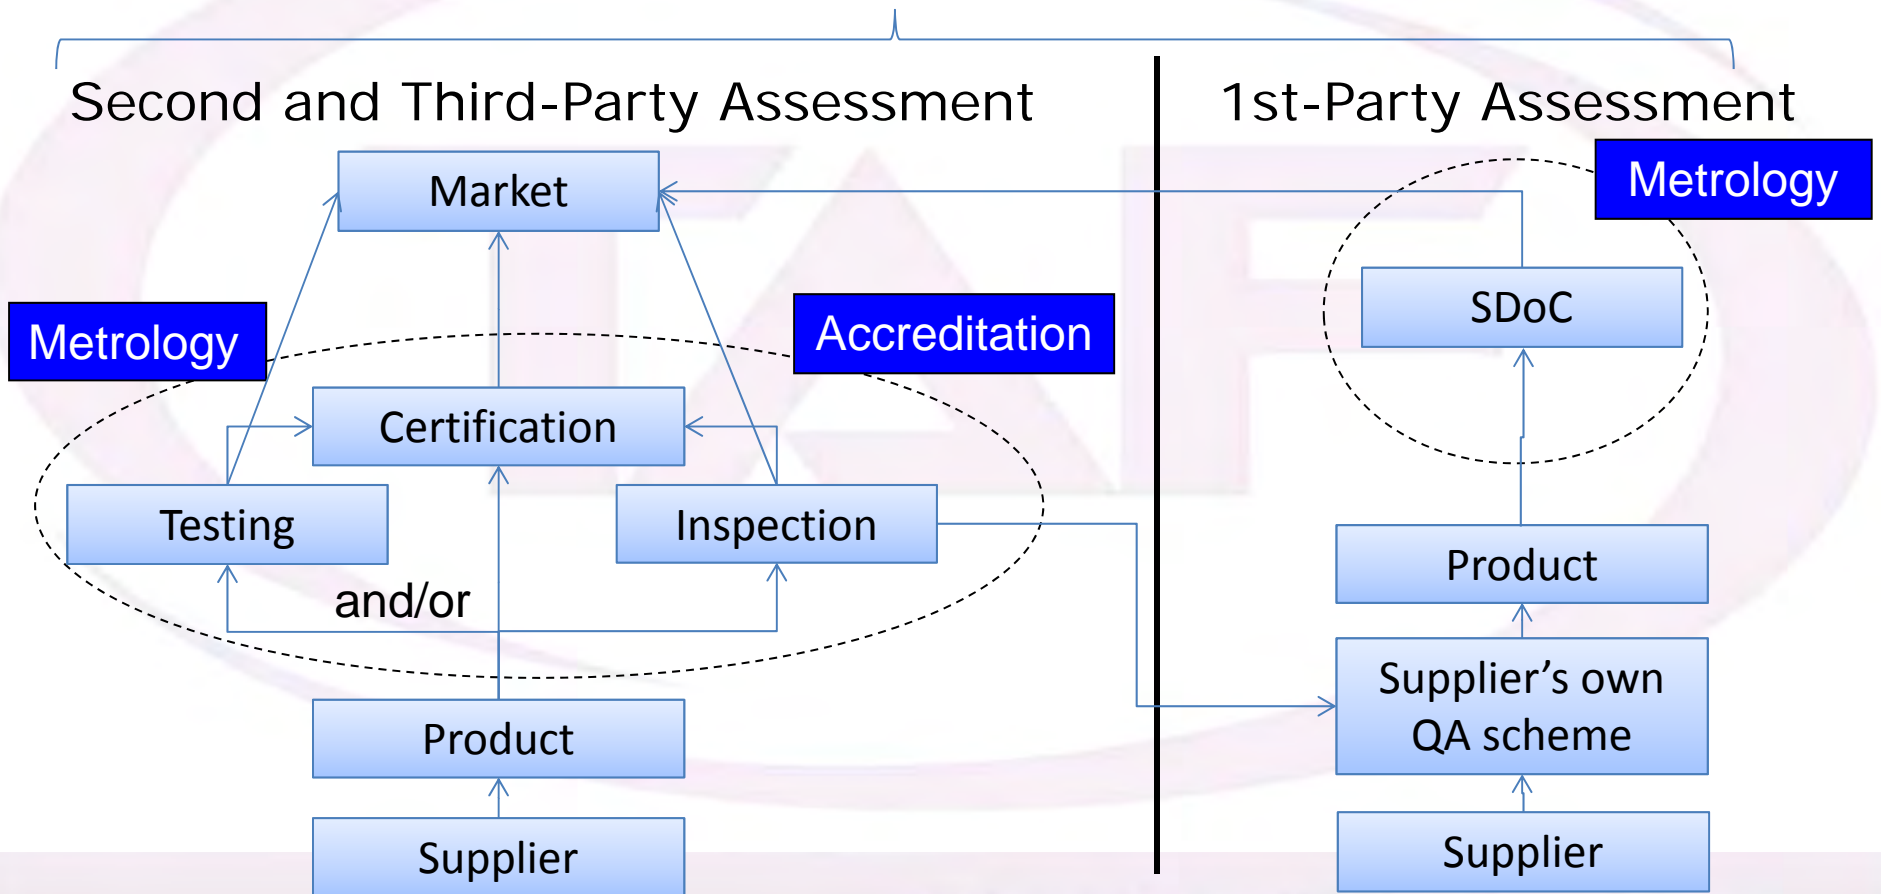 Second and Third-Party Assessment
1st-Party Assessment
Market
Metrology
SDoC
Metrology
Accreditation
Certification
Testing
Inspection
and/or
Product
Product
Supplier's own
QA scheme
Supplier
Supplier
TAF